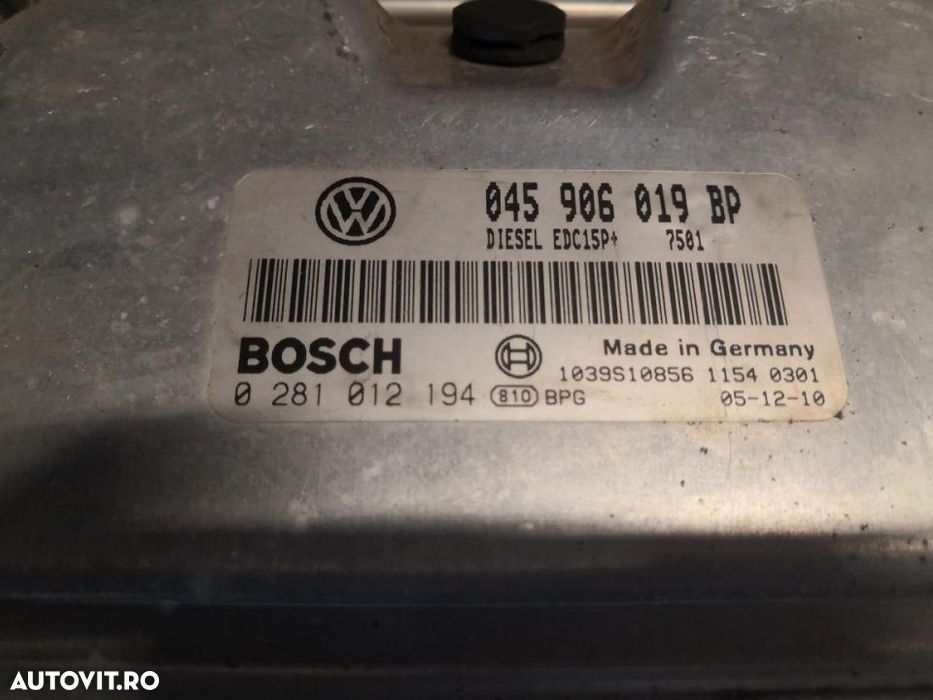 045 906 019 BP
DIESEL EDC15P+ 7501
BOSCH
Made in Germany
1039S10856 1154 0301
0 281 012 194 810 BPG 05-12-10
AUTOVIT.RO